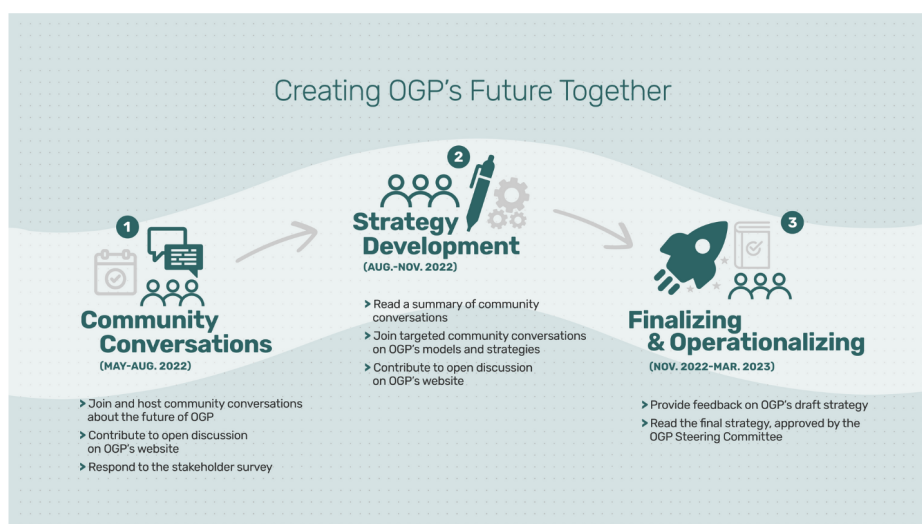 Creating OGP's Future Together
1
Community
Conversations
(MAY-AUG. 2022)
> Join and host community conversations
about the future of OGP
> Contribute to open discussion
on OGP's website
> Respond to the stakeholder survey
2
Strategy
Development
(AUG.-NOV. 2022)
> Read a summary of community
conversations
> Join targeted community conversations
on OGP's models and strategies
> Contribute to open discussion
on OGP's website
3
Finalizing
& Operationalizing
(NOV. 2022-MAR. 2023)
> Provide feedback on OGP's draft strategy
> Read the final strategy, approved by the
OGP Steering Committee